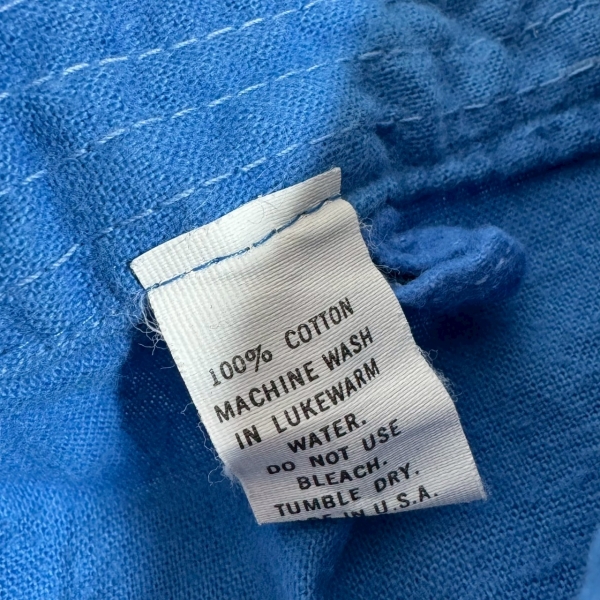 100% COTTON
MACHINE WASH
IN LUKEWARM
WATER.
DO NOT USE
BLEACH.
TUMBLE DRY.
IN U.S.A.